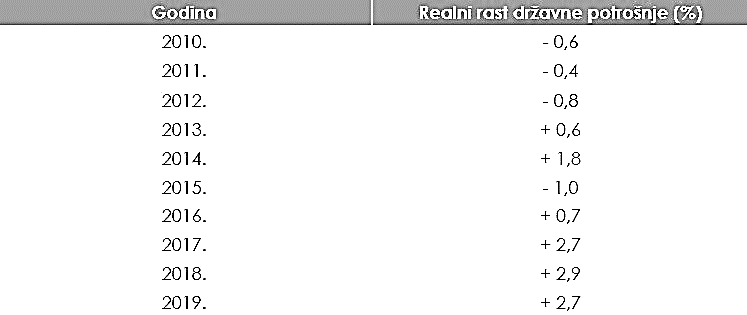 Godina Realni rast državne potrošnje (%)
2010. - 0,6
2011. - 0,4
2012. - 0,8
2013. + 0,6
2014. + 1,8
2015. - 1,0
2016. + 0,7
2017. + 2,7
2018. + 2,9
2019. + 2,7